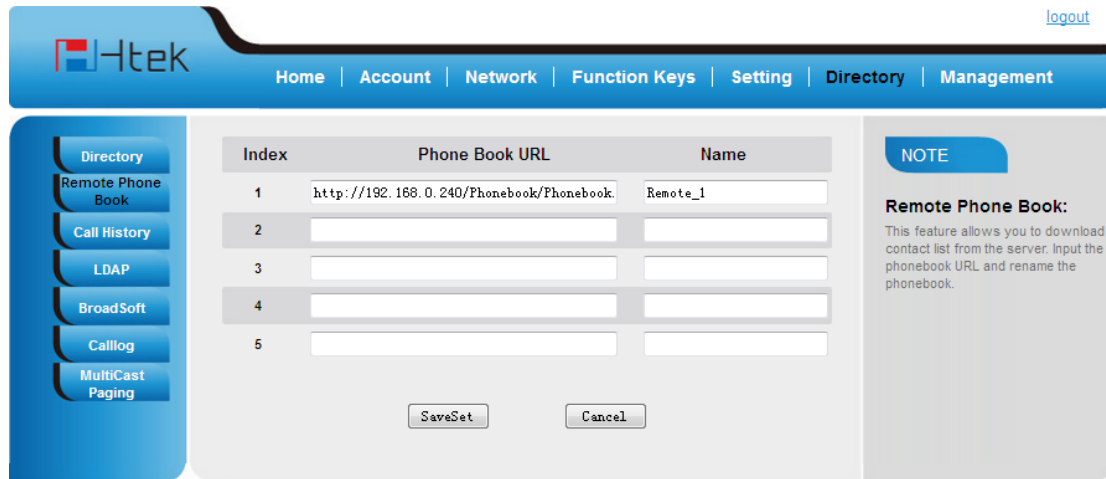 logout
Htek
Home | Account | Network | Function Keys | Setting | Directory | Management
Directory
Remote Phone
Book
Call History
LDAP
BroadSoft
Calllog
MultiCast
Paging
Index Phone Book URL Name
1 http://192.168.0.240/Phonebook/Phonebook. Remote_1
2
3
4
5
SaveSet Cancel
NOTE
Remote Phone Book:
This feature allows you to download
contact list from the server. Input the
phonebook URL and rename the
phonebook.